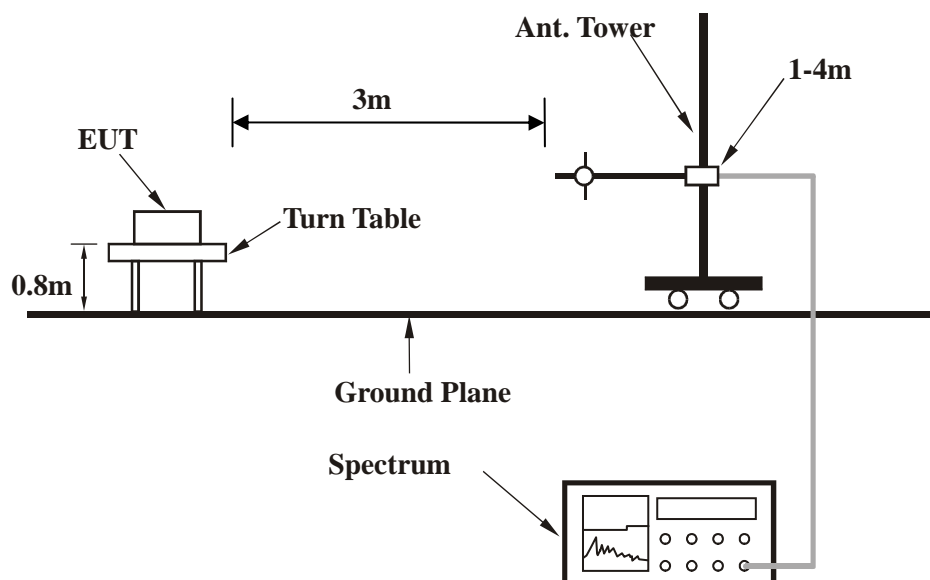 Ant. Tower
1-4m
3m
EUT
Turn Table
0.8m
Ground Plane
Spectrum